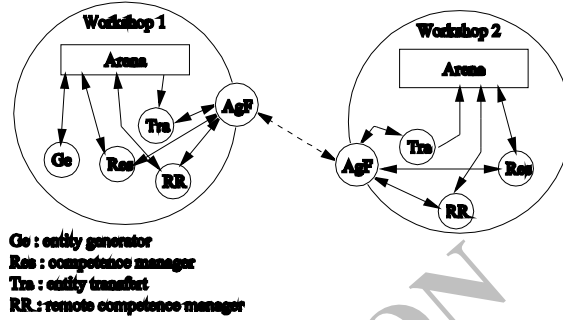 Workshop 1
Arena
AgF
Tra
Ge
Res
RR
Workshop 2
Arena
Tra
AgF
Res
RR
Ge : entity generator
Res : competence manager
Tra : entity transfert
RR : remote competence manager
ON